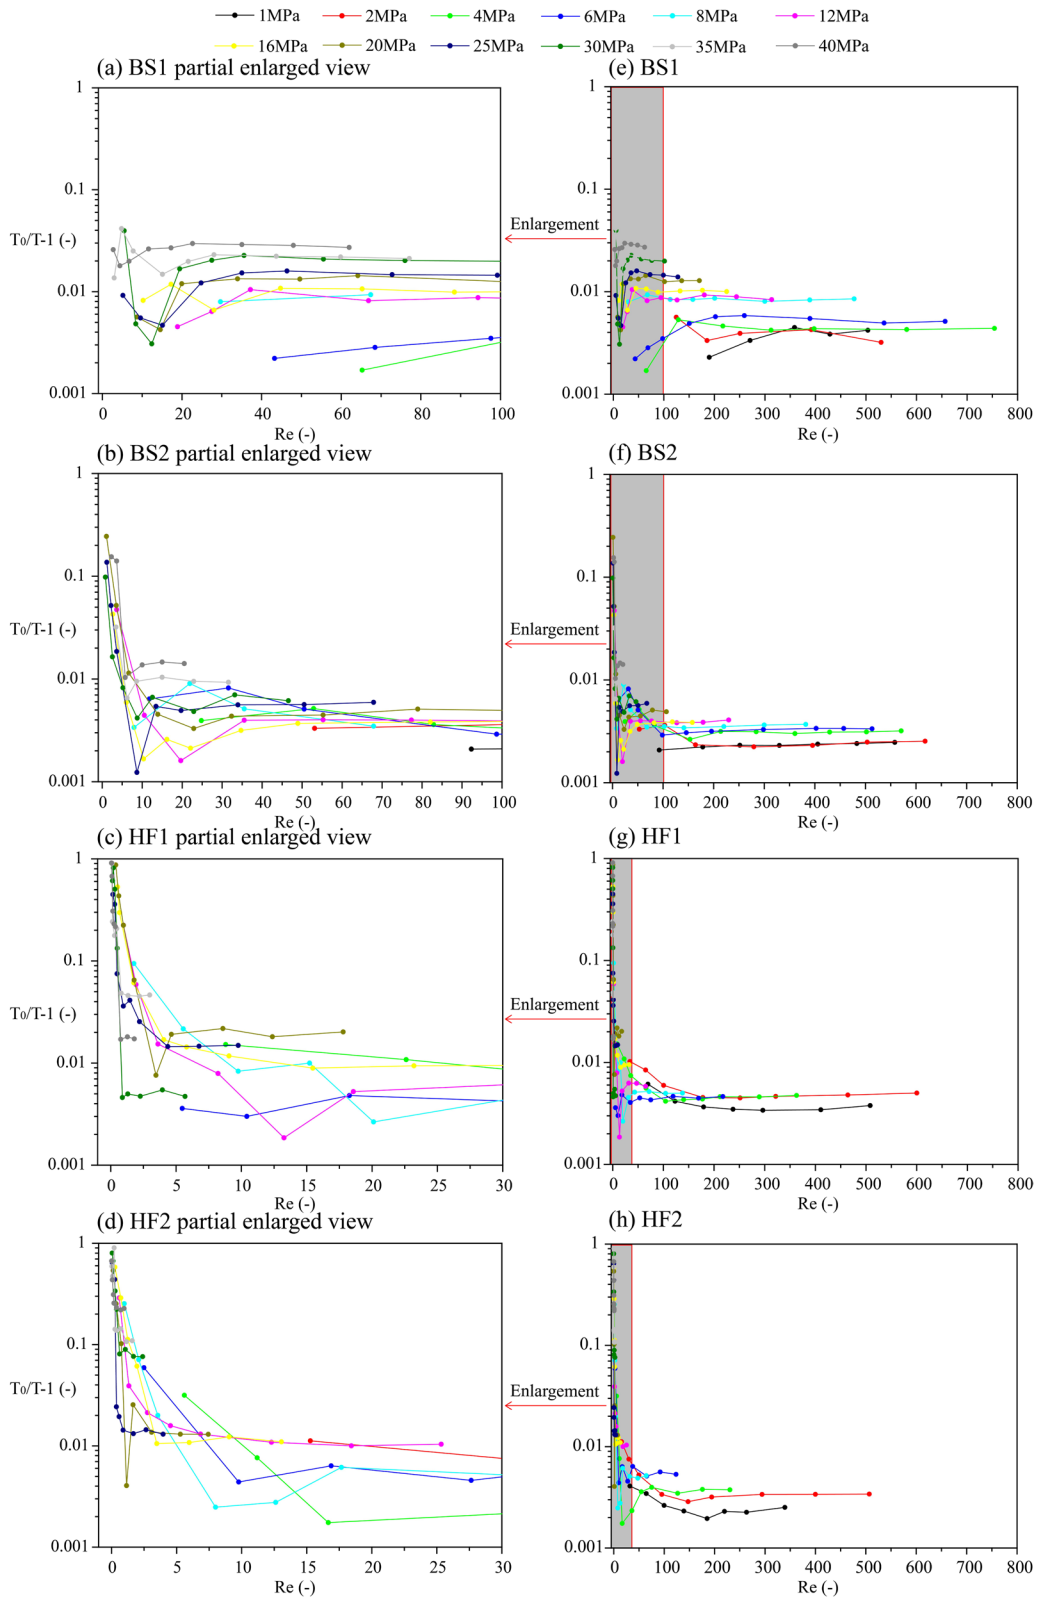 1MPa 2MPa 4MPa 6MPa 8MPa 12MPa
16MPa 20MPa 25MPa 30MPa 35MPa 40MPa
(a) BS1 partial enlarged view
1
0.1
T₀/T-1 (-)
0.01
0.001
0 20 40 60 80 100
Re (-)
(e) BS1
1
0.1
Enlargement
0.01
0.001
0 100 200 300 400 500 600 700 800
Re (-)
(b) BS2 partial enlarged view
1
0.1
T₀/T-1 (-)
0.01
0.001
0 10 20 30 40 50 60 70 80 90 100
Re (-)
(f) BS2
1
0.1
Enlargement
0.01
0.001
0 100 200 300 400 500 600 700 800
Re (-)
(c) HF1 partial enlarged view
1
0.1
T₀/T-1 (-)
0.01
0.001
0 5 10 15 20 25 30
Re (-)
(g) HF1
1
0.1
Enlargement
0.01
0.001
0 100 200 300 400 500 600 700 800
Re (-)
(d) HF2 partial enlarged view
1
0.1
T₀/T-1 (-)
0.01
0.001
0 5 10 15 20 25 30
Re (-)
(h) HF2
1
0.1
Enlargement
0.01
0.001
0 100 200 300 400 500 600 700 800
Re (-)